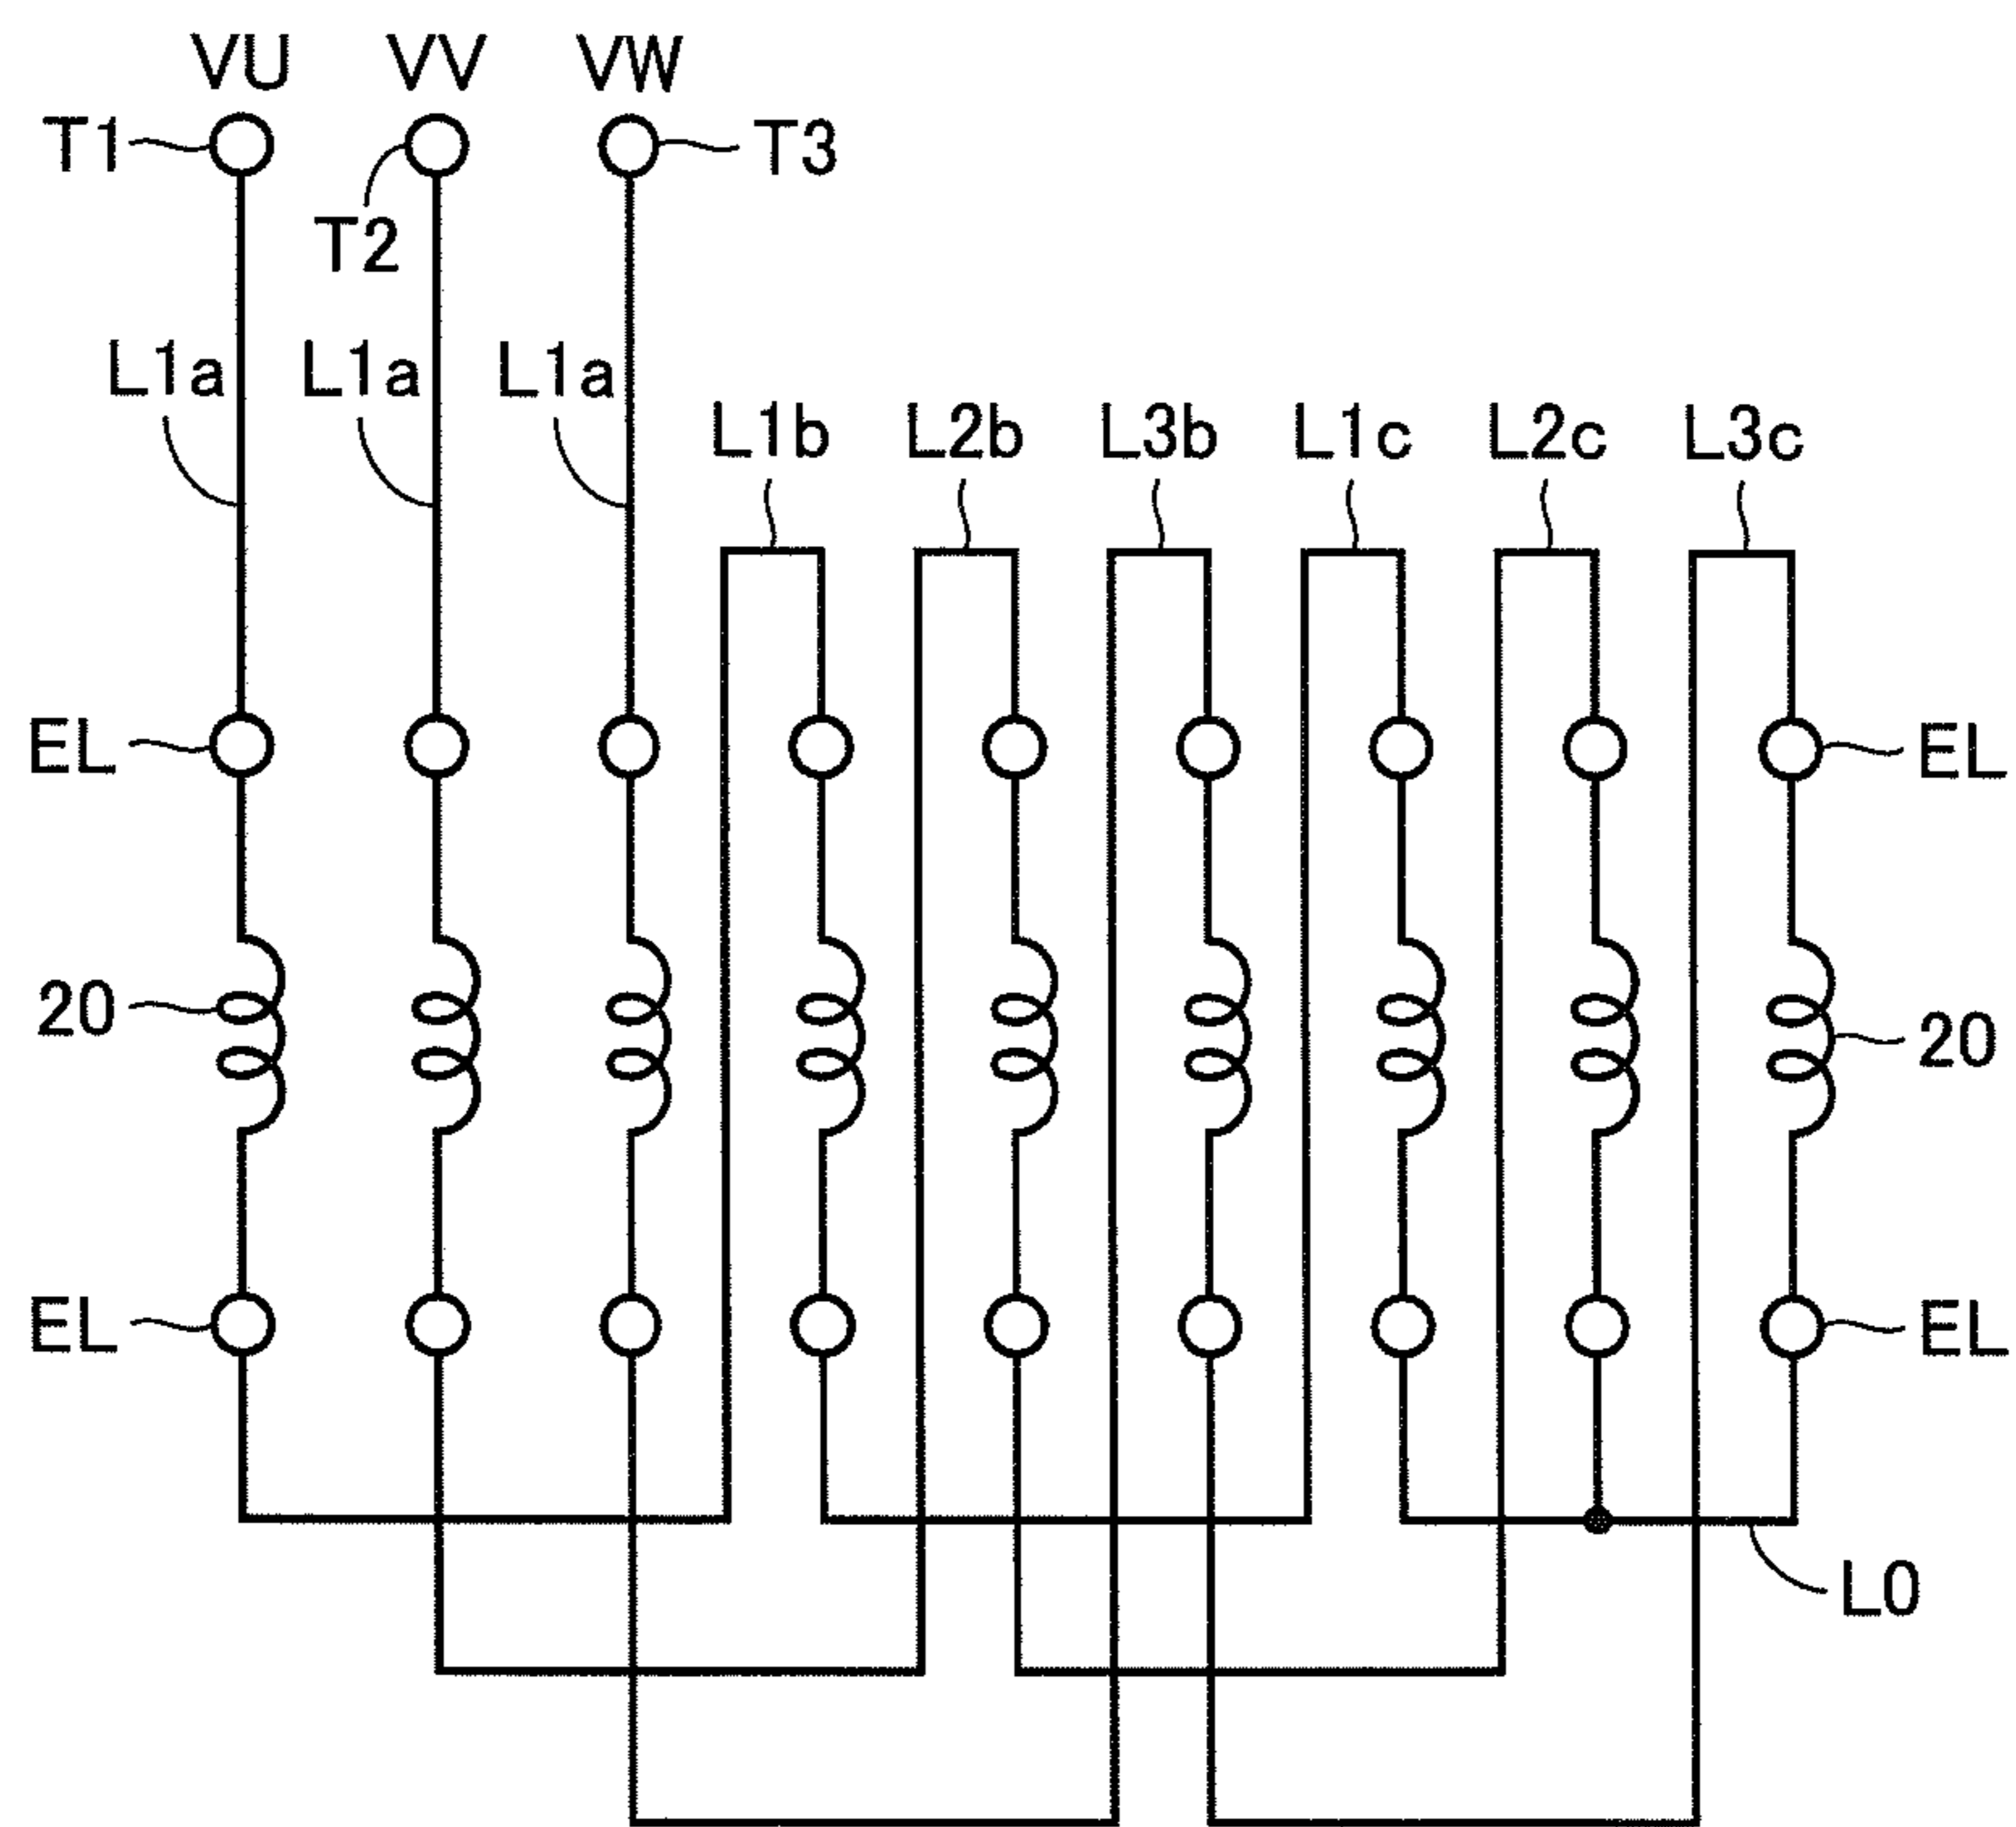 VU VV VW
T1 T3
T2
L1a L1a L1a
L1b L2b L3b L1c L2c L3c
EL EL
20 20
EL EL
L0